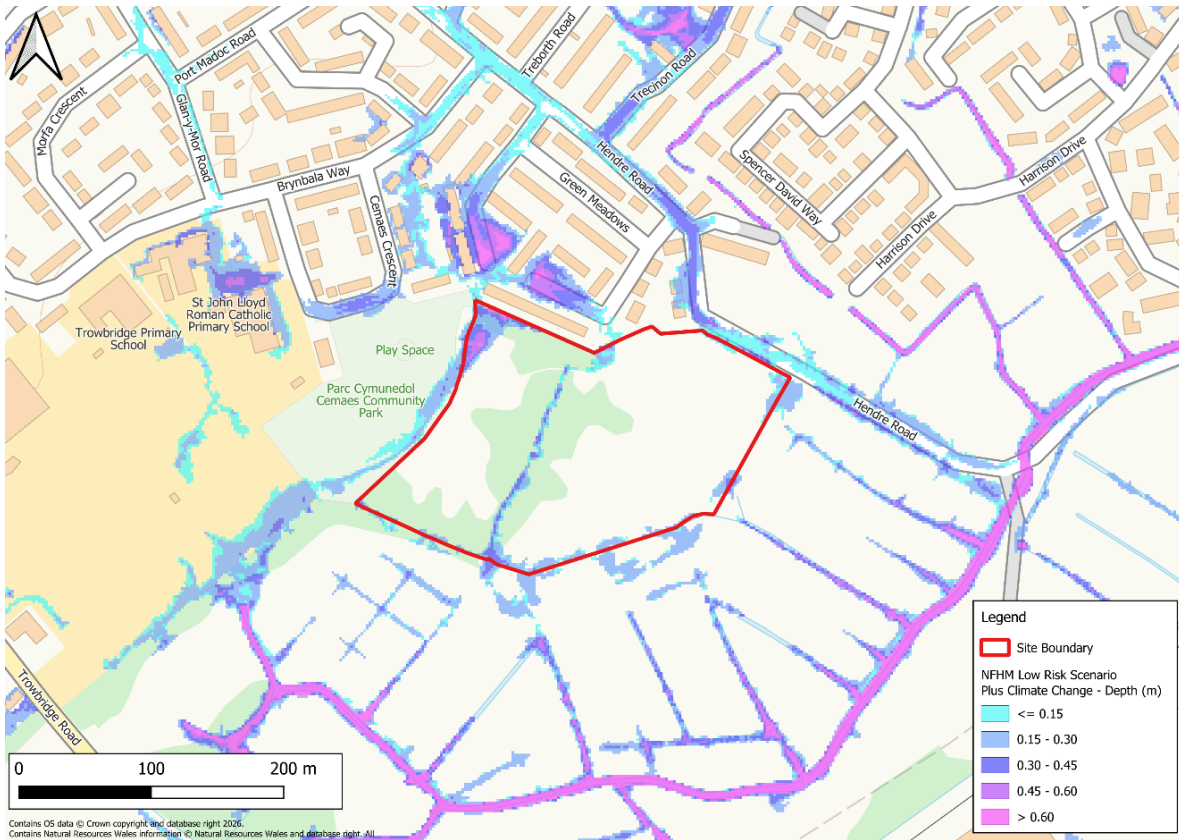 Port Madoc Road
Morfa Crescent
Glan-y-Mor Road
Treborth Road
Trecinon Road
Hendre Road
Brynbala Way
Cemaes Crescent
Green Meadows
Spencer David Way
Harrison Drive
Harrison Drive
St John Lloyd
Roman Catholic
Primary School
Trowbridge Primary
School
Play Space
Parc Cymunedol
Cemaes Community
Park
Hendre Road
Trowbridge Road
Legend
Site Boundary
NFHM Low Risk Scenario
Plus Climate Change - Depth (m)
<= 0.15
0.15 - 0.30
0.30 - 0.45
0.45 - 0.60
> 0.60
0 100 200 m
Contains OS data © Crown copyright and database right 2026.
Contains Natural Resources Wales information © Natural Resources Wales and database right. All